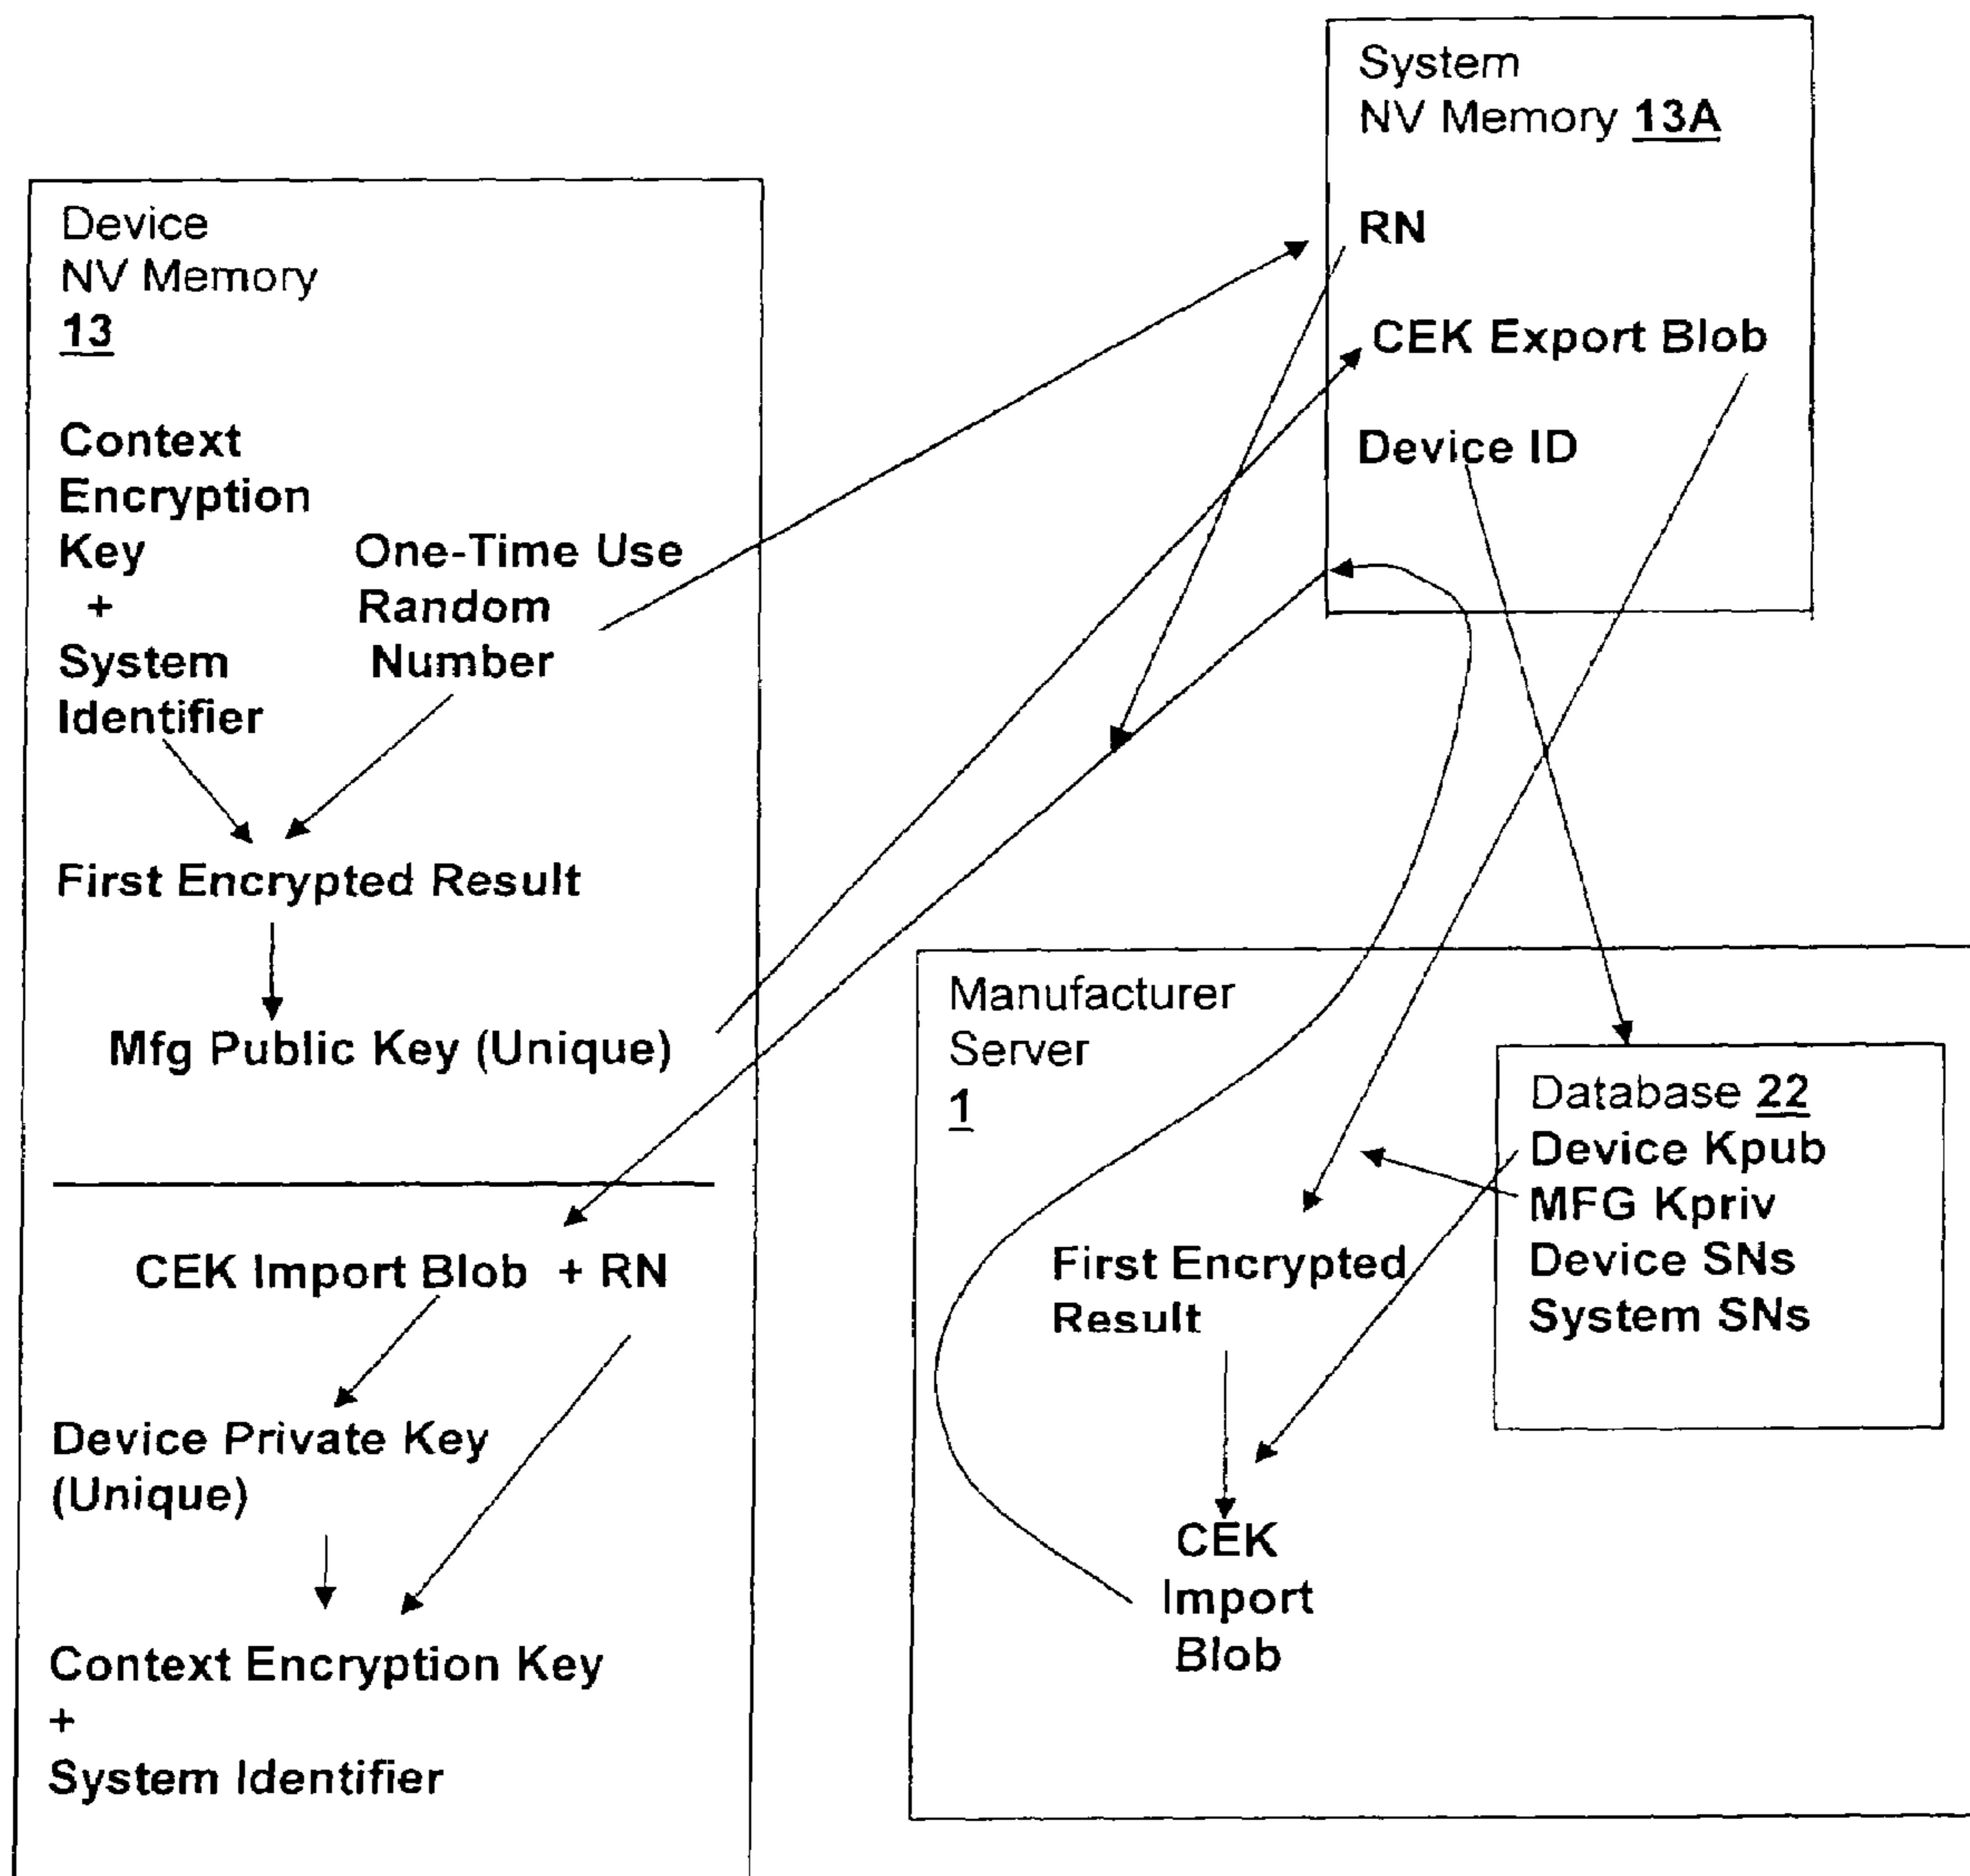 System
NV Memory 13A
RN
CEK Export Blob
Device ID
Device
NV Memory
13
Context
Encryption
Key
+
System
Identifier
One-Time Use
Random
Number
First Encrypted Result
Mfg Public Key (Unique)
CEK Import Blob + RN
Device Private Key
(Unique)
Context Encryption Key
+
System Identifier
Manufacturer
Server
1
Database 22
Device Kpub
MFG Kpriv
Device SNs
System SNs
First Encrypted
Result
CEK
Import
Blob